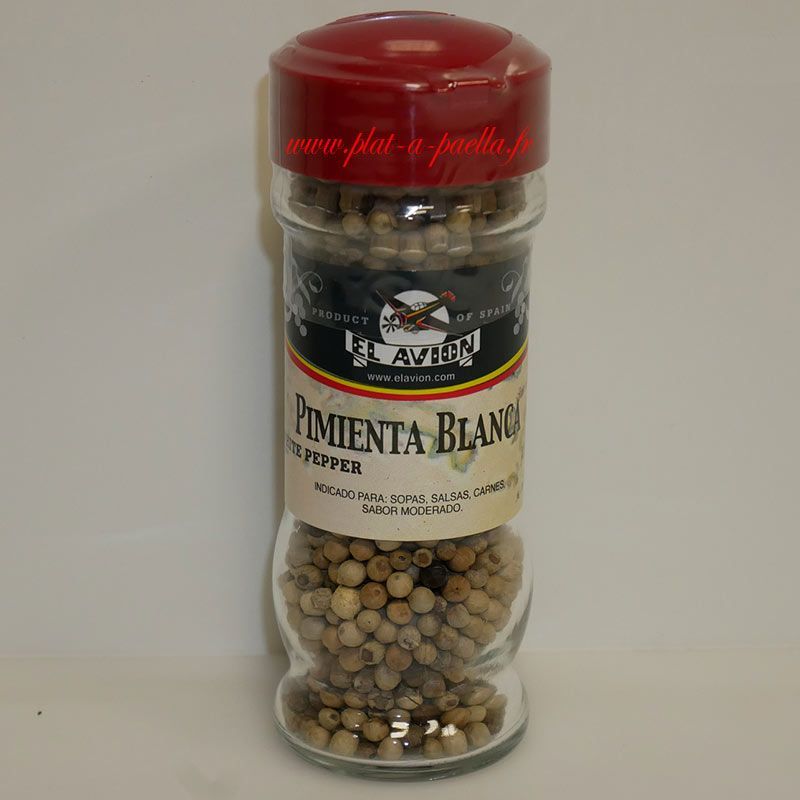 www.plat-a-paella.fr
PRODUCT OF SPAIN
EL AVION
www.elavion.com
PIMIENTA BLANCA
PEPPER
INDICADO PARA: SOPAS, SALSAS, CARNES.
SABOR MODERADO.